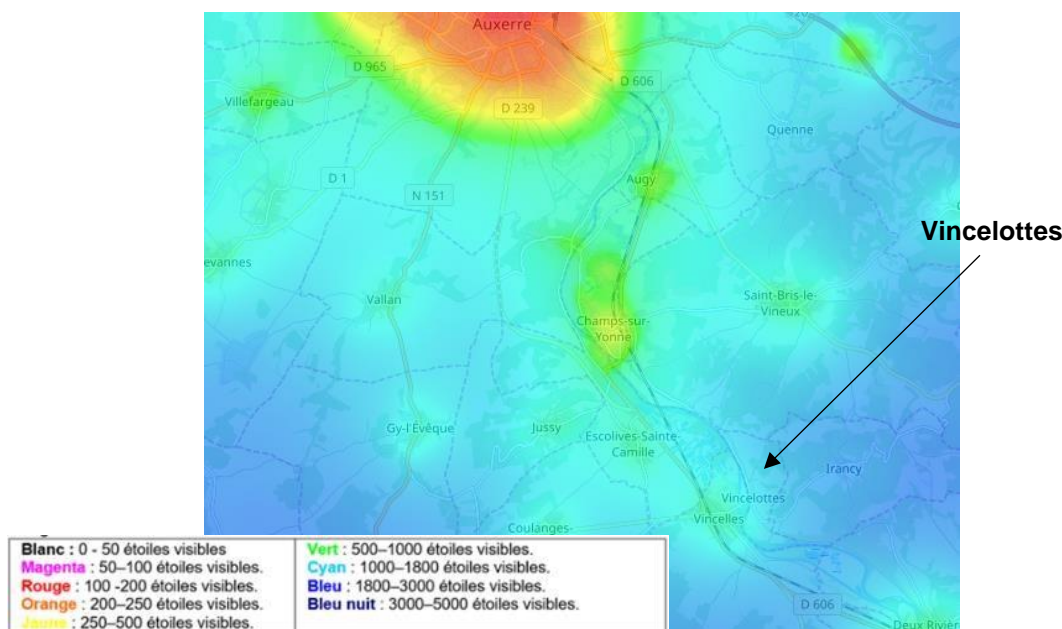 Auxerre
D 965
D 606
Villefargeau
D 239
Quenne
D 1
Augy
N 151
Vincelottes
evannes
Vallan
Saint-Bris-le-
Vineux
Champs-sur-
Yonne
Gy-l'Évêque
Jussy
Escolives-Sainte-
Camille
Irancy
Vincelottes
Vincelles
Coulanges-
D 606
Deux Rivière
Blanc : 0 - 50 étoiles visibles
Magenta : 50–100 étoiles visibles.
Rouge : 100 -200 étoiles visibles.
Orange : 200–250 étoiles visibles.
Jaune : 250–500 étoiles visibles.
Vert : 500–1000 étoiles visibles.
Cyan : 1000–1800 étoiles visibles.
Bleu : 1800–3000 étoiles visibles.
Bleu nuit : 3000–5000 étoiles visibles.